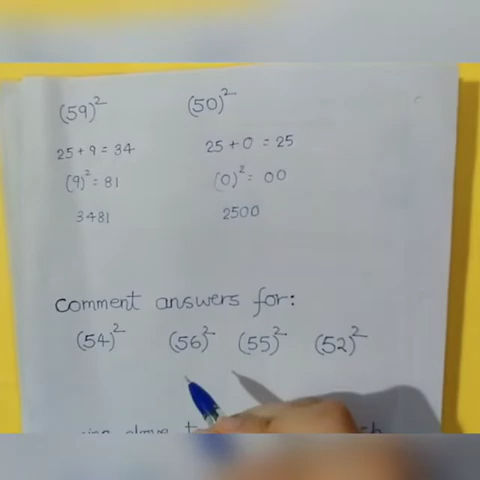 (59)² (50)²
25 + 9 = 34 25 + 0 = 25
(9)² = 81 (0)² = 00
3481 2500
comment answers for:
(54)² (56)² (55)² (52)²